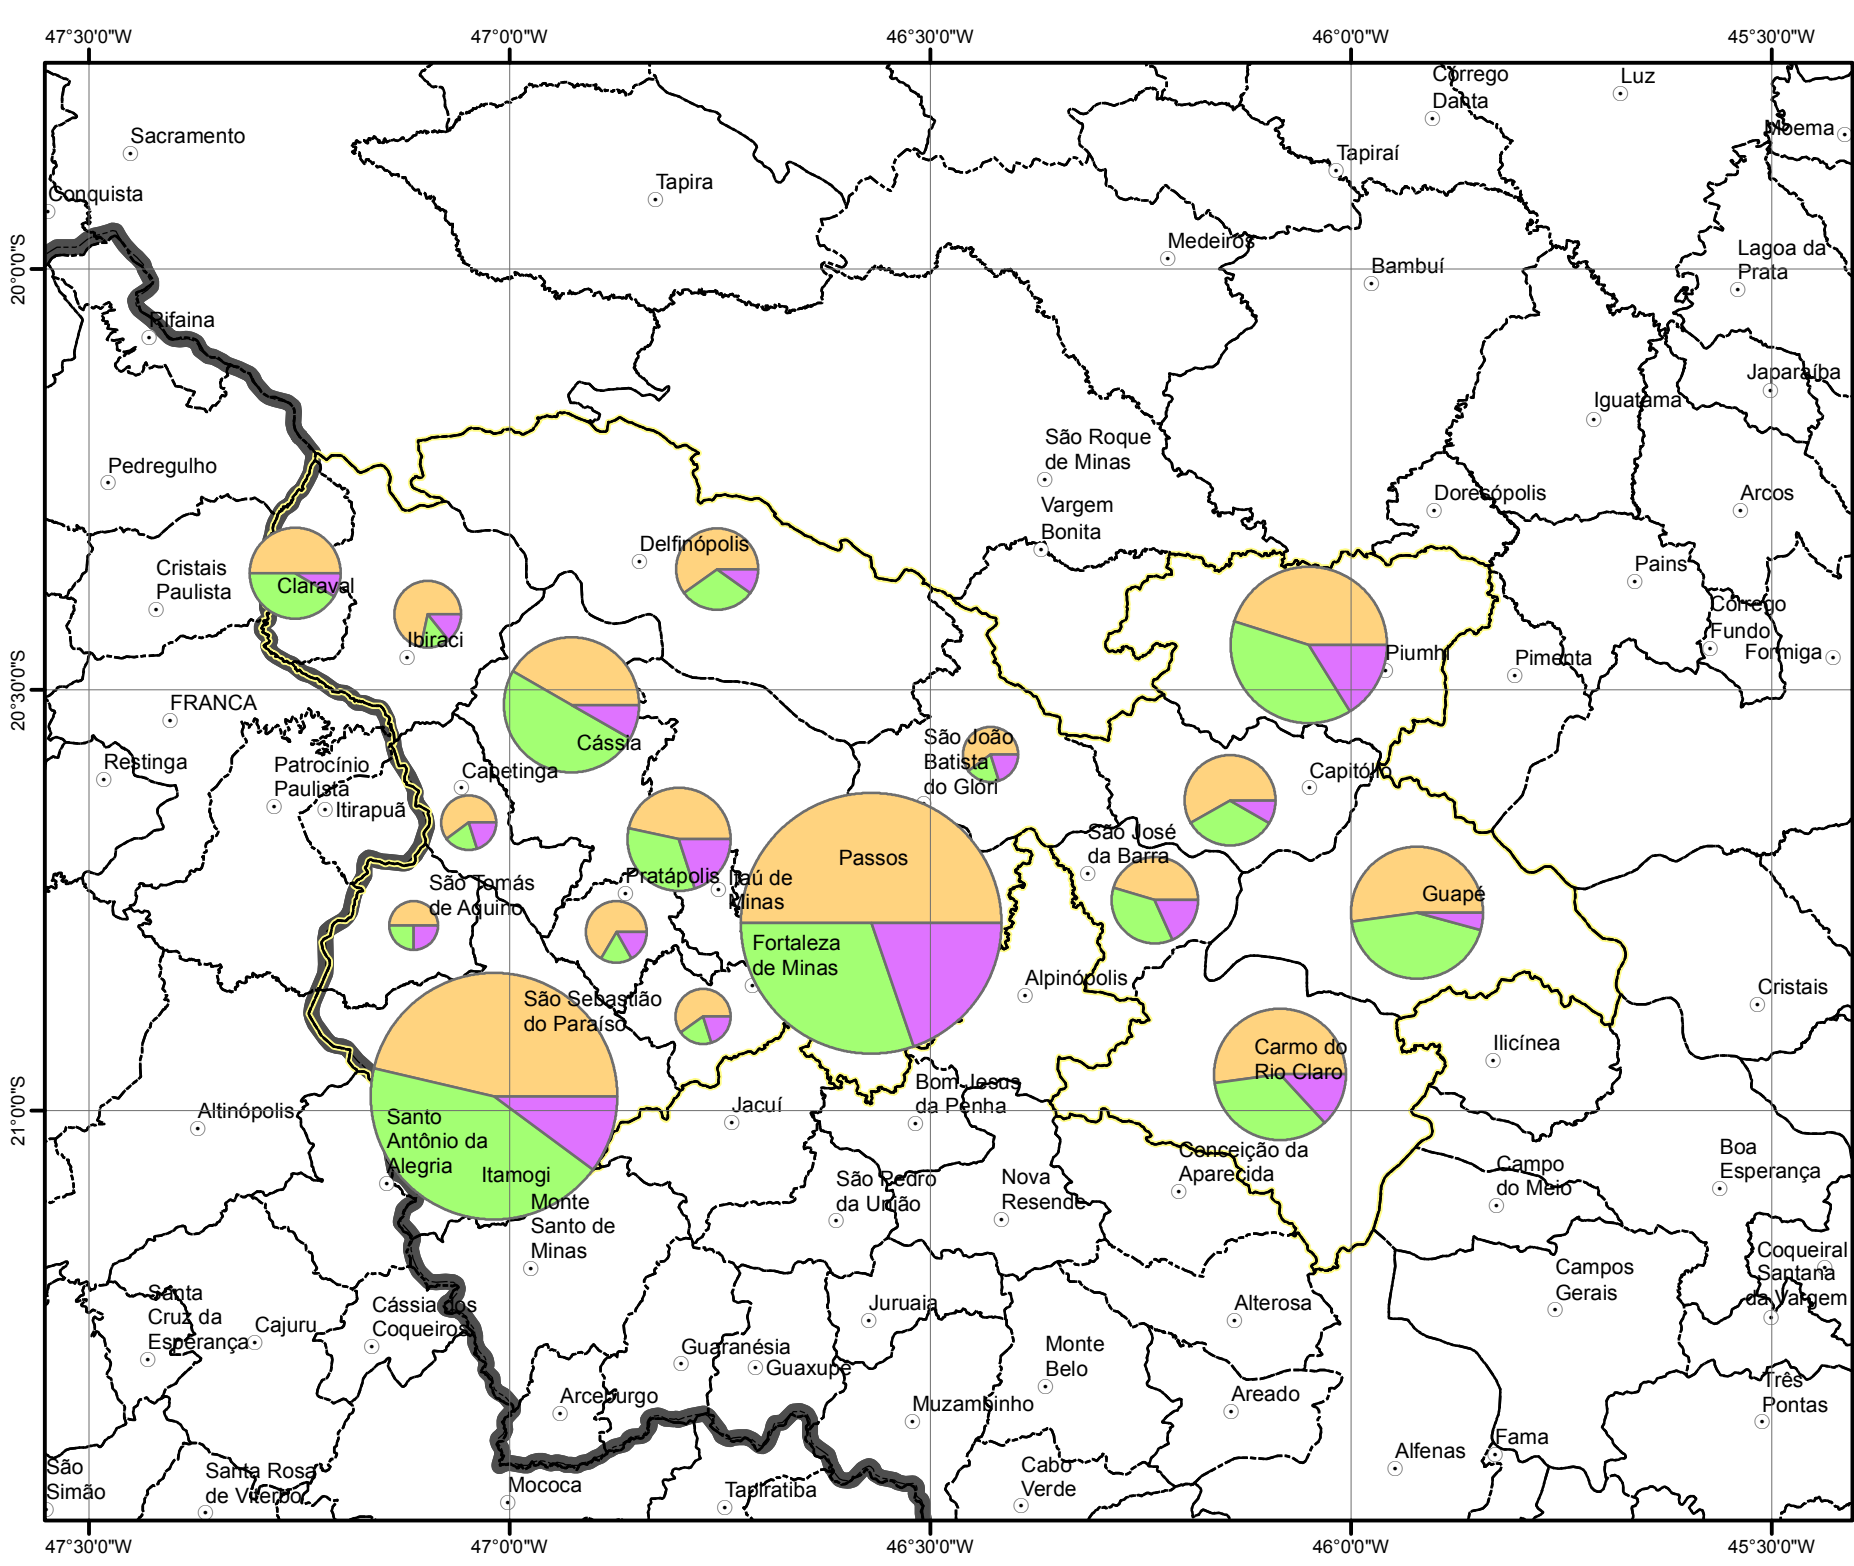 47°30'0"W
47°0'0"W
46°30'0"W
46°0'0"W
45°30'0"W
Córrego
Danta
Luz
Moema
Sacramento
Tapiraí
Tapira
Conquista
Medeiros
Lagoa da
Prata
20°0'0"S
Bambuí
Rifaina
Japaraíba
Iguatama
São Roque
de Minas
Pedregulho
Doresópolis
Arcos
Vargem
Bonita
Delfinópolis
Cristais
Paulista
Claraval
Pains
Córrego
Fundo
Formiga
Ibiraci
Piumhi
Pimenta
20°30'0"S
FRANCA
Cássia
São João
Batista
do Glóri
Restinga
Patrocínio
Paulista
Itirapuã
Capetinga
Capitólio
São José
da Barra
Passos
Pratápolis
Itaú de
Minas
São Tomás
de Aquino
Guapé
Fortaleza
de Minas
Alpinópolis
Cristais
São Sebastião
do Paraíso
Carmo do
Rio Claro
Ilicínea
Bom Jesus
da Penha
Jacuí
21°0'0"S
Altinópolis
Santo
Antônio da
Alegria
Itamogi
Conceição da
Aparecida
Boa
Esperança
Campo
do Meio
São Pedro
da União
Nova
Resende
Monte
Santo de
Minas
Coqueiral
Santana
da Vargem
Campos
Gerais
Santa
Cruz da
Esperança
Cajuru
Cássia dos
Coqueiros
Juruaia
Alterosa
Guaranésia
Guaxupé
Monte
Belo
Arceburgo
Muzambinho
Areado
Três
Pontas
Alfenas
Fama
São
Simão
Santa Rosa
de Viterbo
Mococa
Tapiratiba
Cabo
Verde
47°30'0"W
47°0'0"W
46°30'0"W
46°0'0"W
45°30'0"W